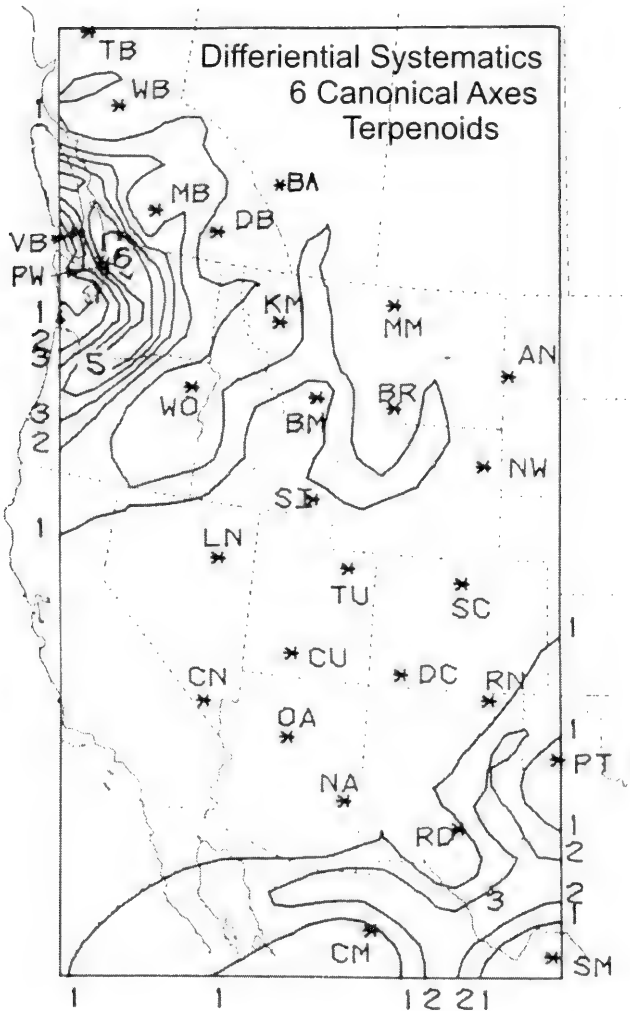 Differiential Systematics
6 Canonical Axes
Terpenoids
TB
WB
1
BA
MB
DB
VB
6
PW
KM
MM
1
2
3
5
AN
WO
BM
BR
3
2
NW
SI
1
LN
TU
SC
1
CU
DC
CN
RN
OA
1
PT
NA
RD
1
2
3
2
1
CM
SM
1
1
1 2 2 1